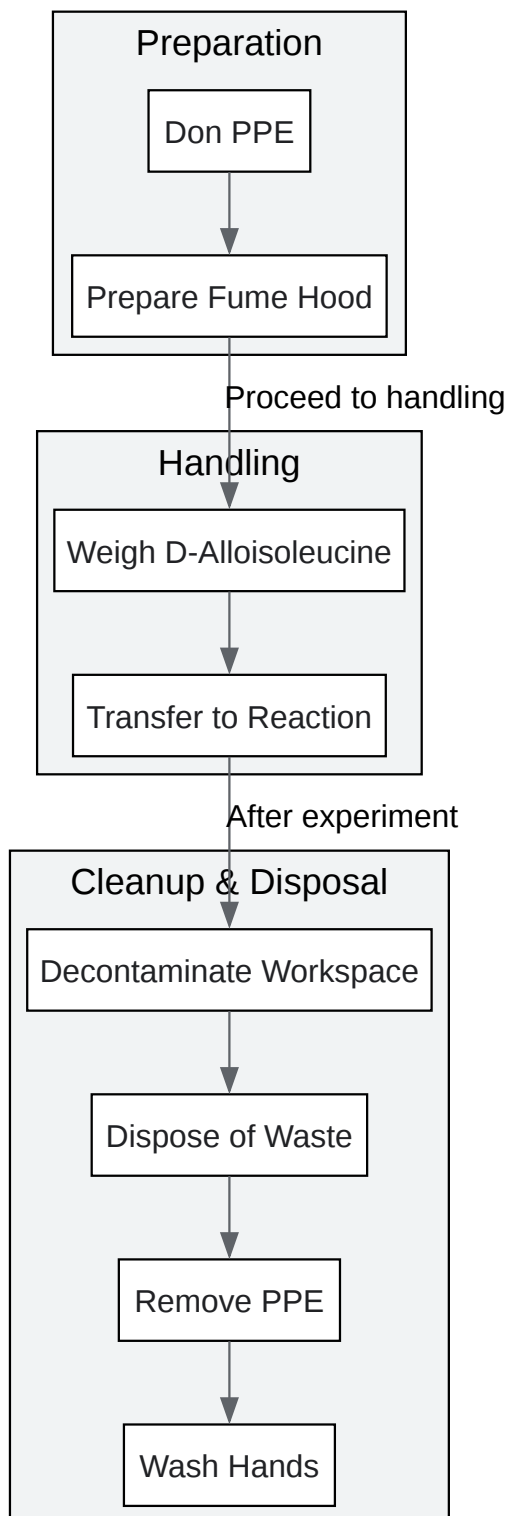 Preparation
Don PPE
Prepare Fume Hood
Proceed to handling
Handling
Weigh D-Alloisoleucine
Transfer to Reaction
After experiment
Cleanup & Disposal
Decontaminate Workspace
Dispose of Waste
Remove PPE
Wash Hands